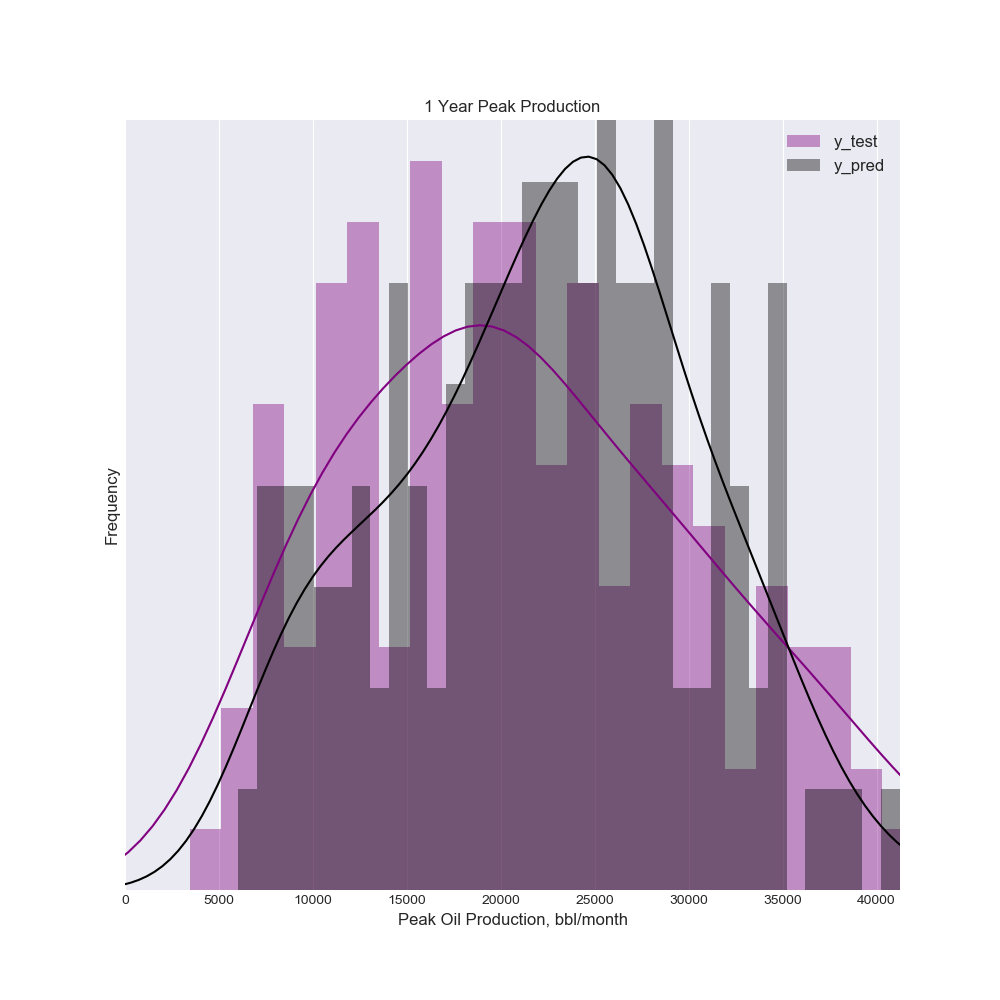 1 Year Peak Production
y_test
y_pred
Frequency
0 5000 10000 15000 20000 25000 30000 35000 40000
Peak Oil Production, bbl/month